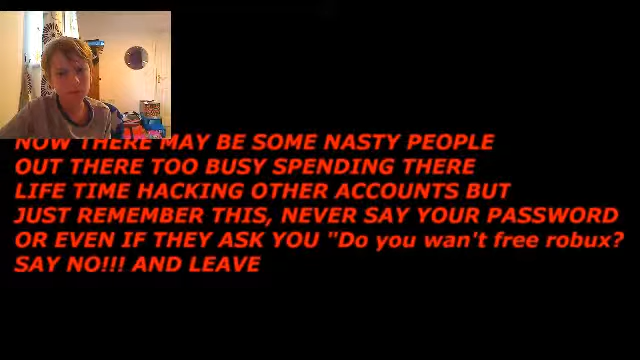 NOW THERE MAY BE SOME NASTY PEOPLE
OUT THERE TOO BUSY SPENDING THERE
LIFE TIME HACKING OTHER ACCOUNTS BUT
JUST REMEMBER THIS, NEVER SAY YOUR PASSWORD
OR EVEN IF THEY ASK YOU "Do you wan't free robux?
SAY NO!!! AND LEAVE